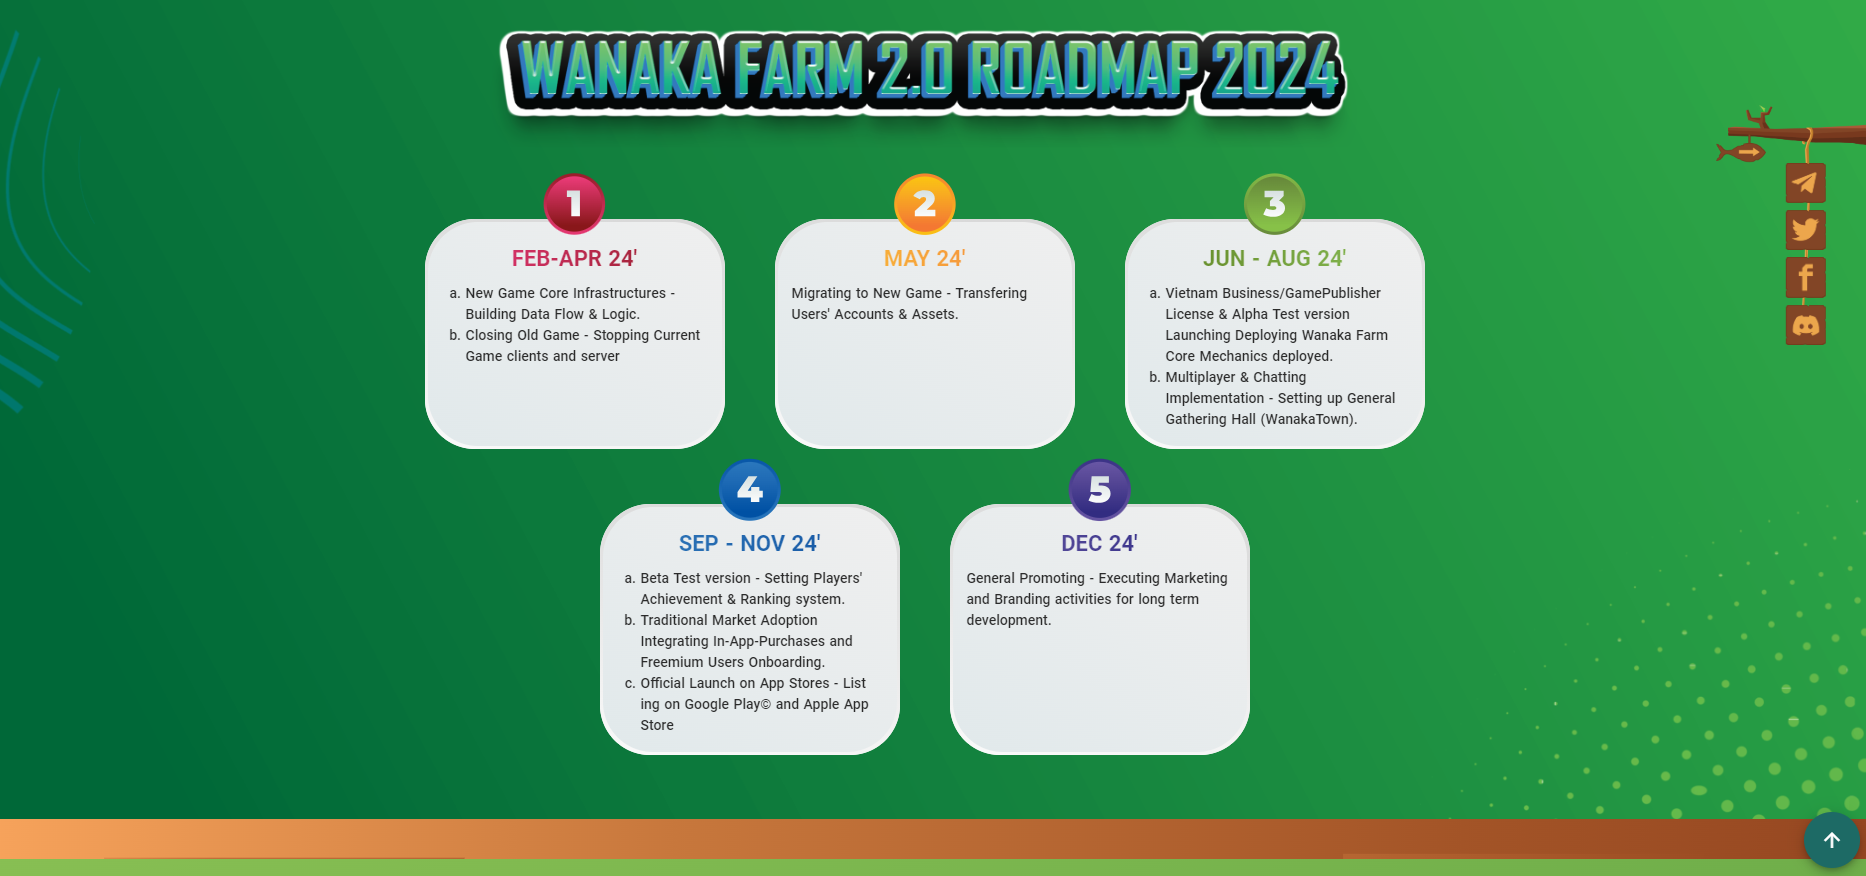 WANAKA FARM 2.0 ROADMAP 2024
1
FEB-APR 24'
a. New Game Core Infrastructures -
Building Data Flow & Logic.
b. Closing Old Game - Stopping Current
Game clients and server
2
MAY 24'
Migrating to New Game - Transfering
Users' Accounts & Assets.
3
JUN - AUG 24'
a. Vietnam Business/GamePublisher
License & Alpha Test version
Launching Deploying Wanaka Farm
Core Mechanics deployed.
b. Multiplayer & Chatting
Implementation - Setting up General
Gathering Hall (WanakaTown).
4
SEP - NOV 24'
a. Beta Test version - Setting Players'
Achievement & Ranking system.
b. Traditional Market Adoption
Integrating In-App-Purchases and
Freemium Users Onboarding.
c. Official Launch on App Stores - List
ing on Google Play© and Apple App
Store
5
DEC 24'
General Promoting - Executing Marketing
and Branding activities for long term
development.